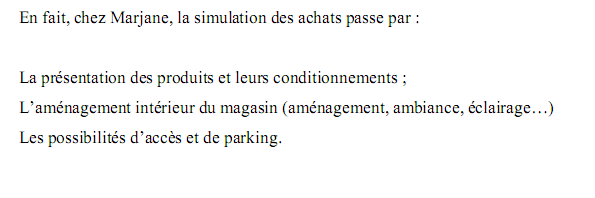 En fait, chez Marjane, la simulation des achats passe par :
La présentation des produits et leurs conditionnements ;
L’aménagement intérieur du magasin (aménagement, ambiance, éclairage…)
Les possibilités d’accès et de parking.